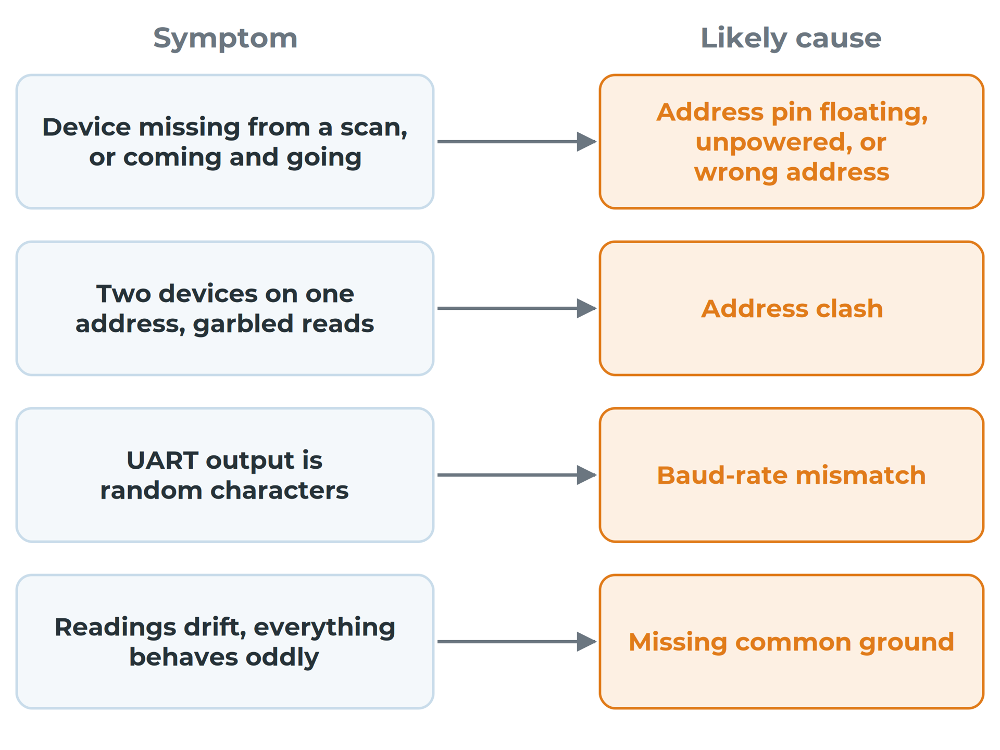 Symptom
Likely cause
Device missing from a scan,
or coming and going
Address pin floating,
unpowered, or
wrong address
Two devices on one
address, garbled reads
Address clash
UART output is
random characters
Baud-rate mismatch
Readings drift, everything
behaves oddly
Missing common ground